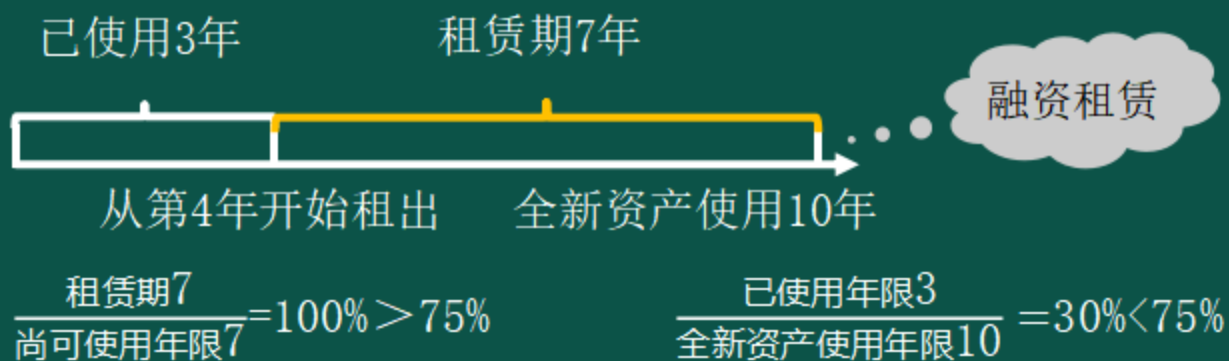 已使用3年 租赁期7年
融资租赁
从第4年开始租出 全新资产使用10年
租赁期7 已使用年限3
=100%＞75% =30%<75%
尚可使用年限7 全新资产使用年限10